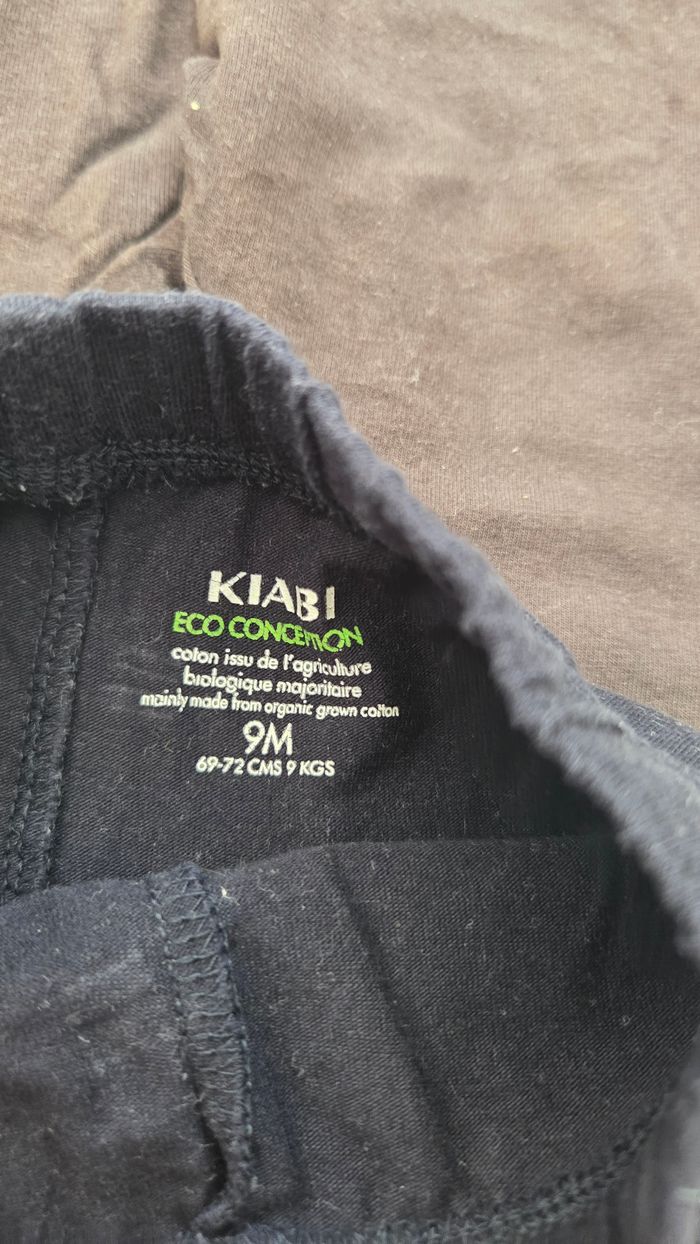 KIABI
ECO CONCEPTION
coton issu de l'agriculture
biologique majoritaire
mainly made from organic grown cotton
9M
69-72 CMS 9 KGS